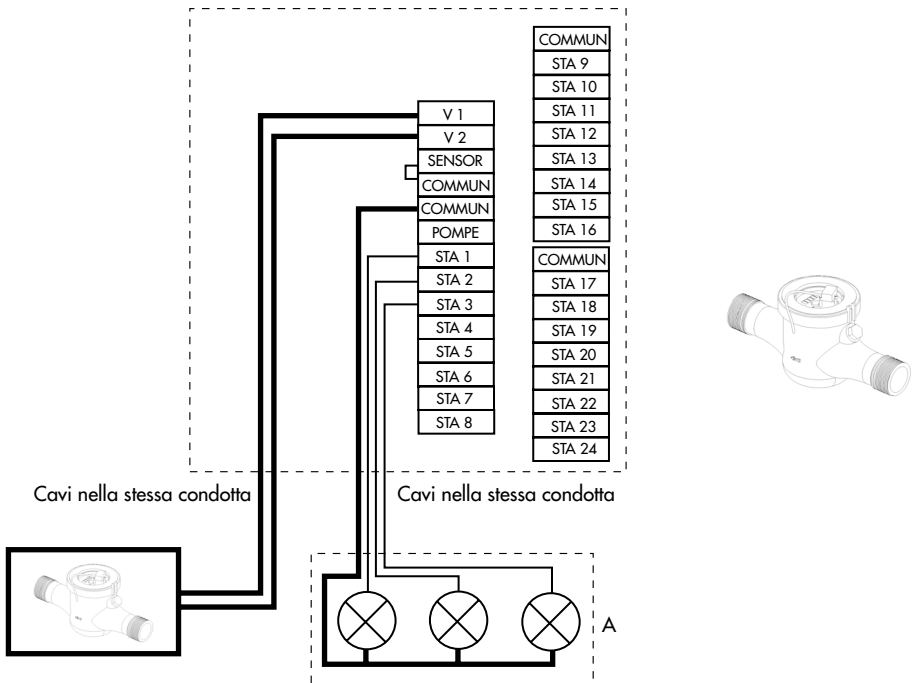 COMMUN
STA 9
STA 10
STA 11
STA 12
STA 13
STA 14
STA 15
STA 16
COMMUN
STA 17
STA 18
STA 19
STA 20
STA 21
STA 22
STA 23
STA 24
V 1
V 2
SENSOR
COMMUN
COMMUN
POMPE
STA 1
STA 2
STA 3
STA 4
STA 5
STA 6
STA 7
STA 8
Cavi nella stessa condotta
Cavi nella stessa condotta
A